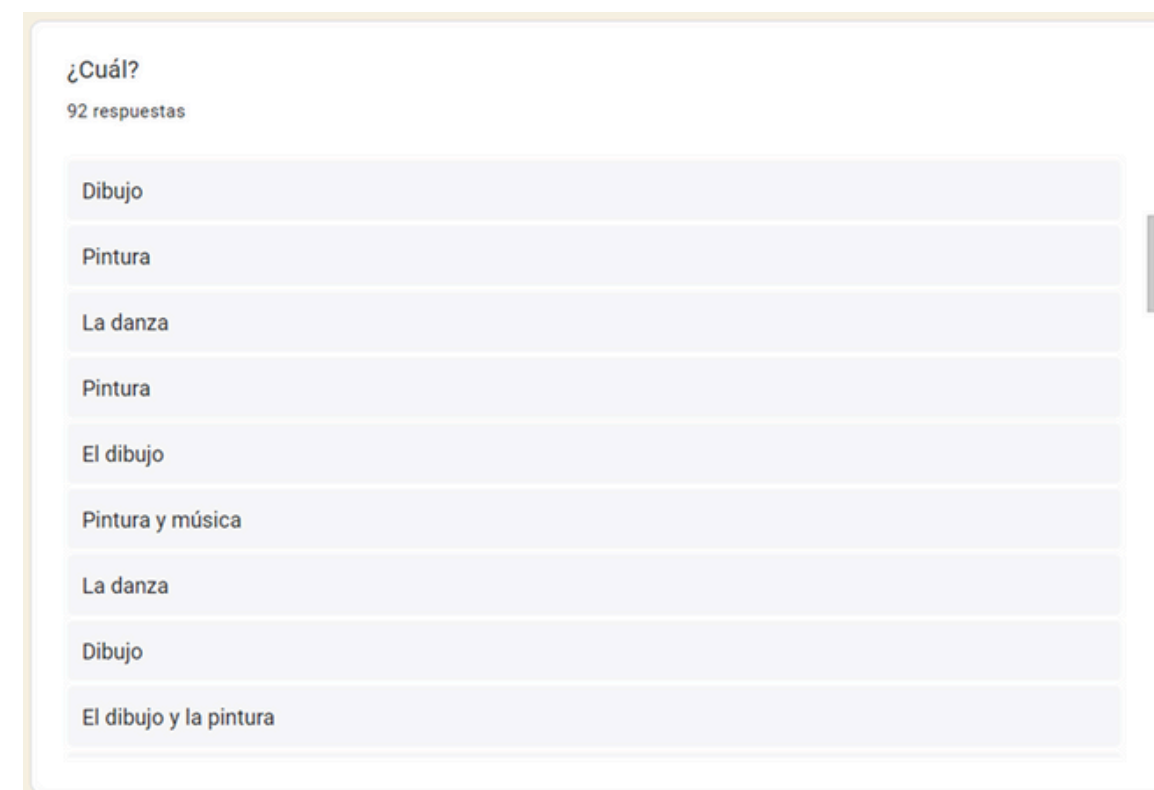 ¿Cuál?
92 respuestas
Dibujo
Pintura
La danza
Pintura
El dibujo
Pintura y música
La danza
Dibujo
El dibujo y la pintura